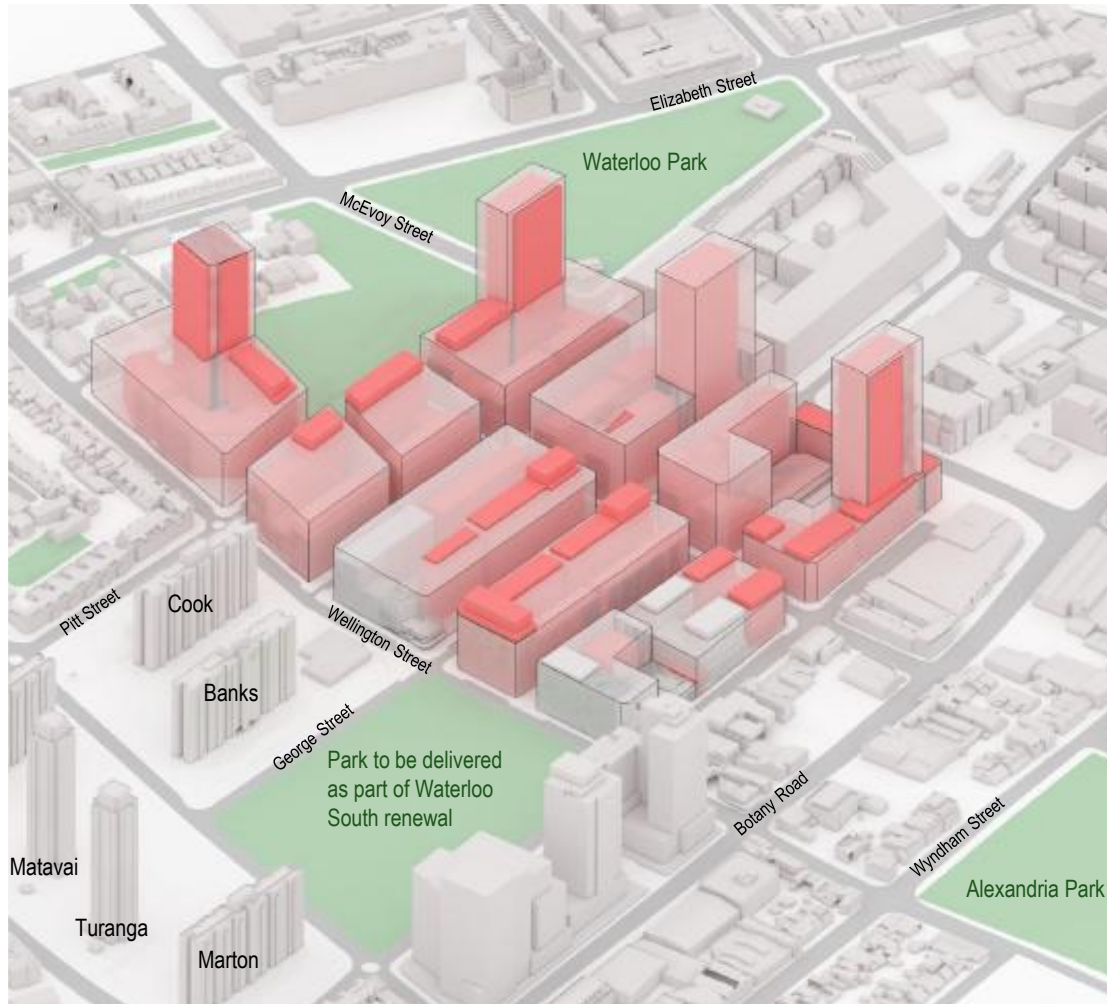 Elizabeth Street
Waterloo Park
McEvoy Street
Pitt Street
Cook
Wellington Street
Banks
George Street
Park to be delivered
as part of Waterloo
South renewal
Botany Road
Wyndham Street
Matavai
Alexandria Park
Turanga
Marton